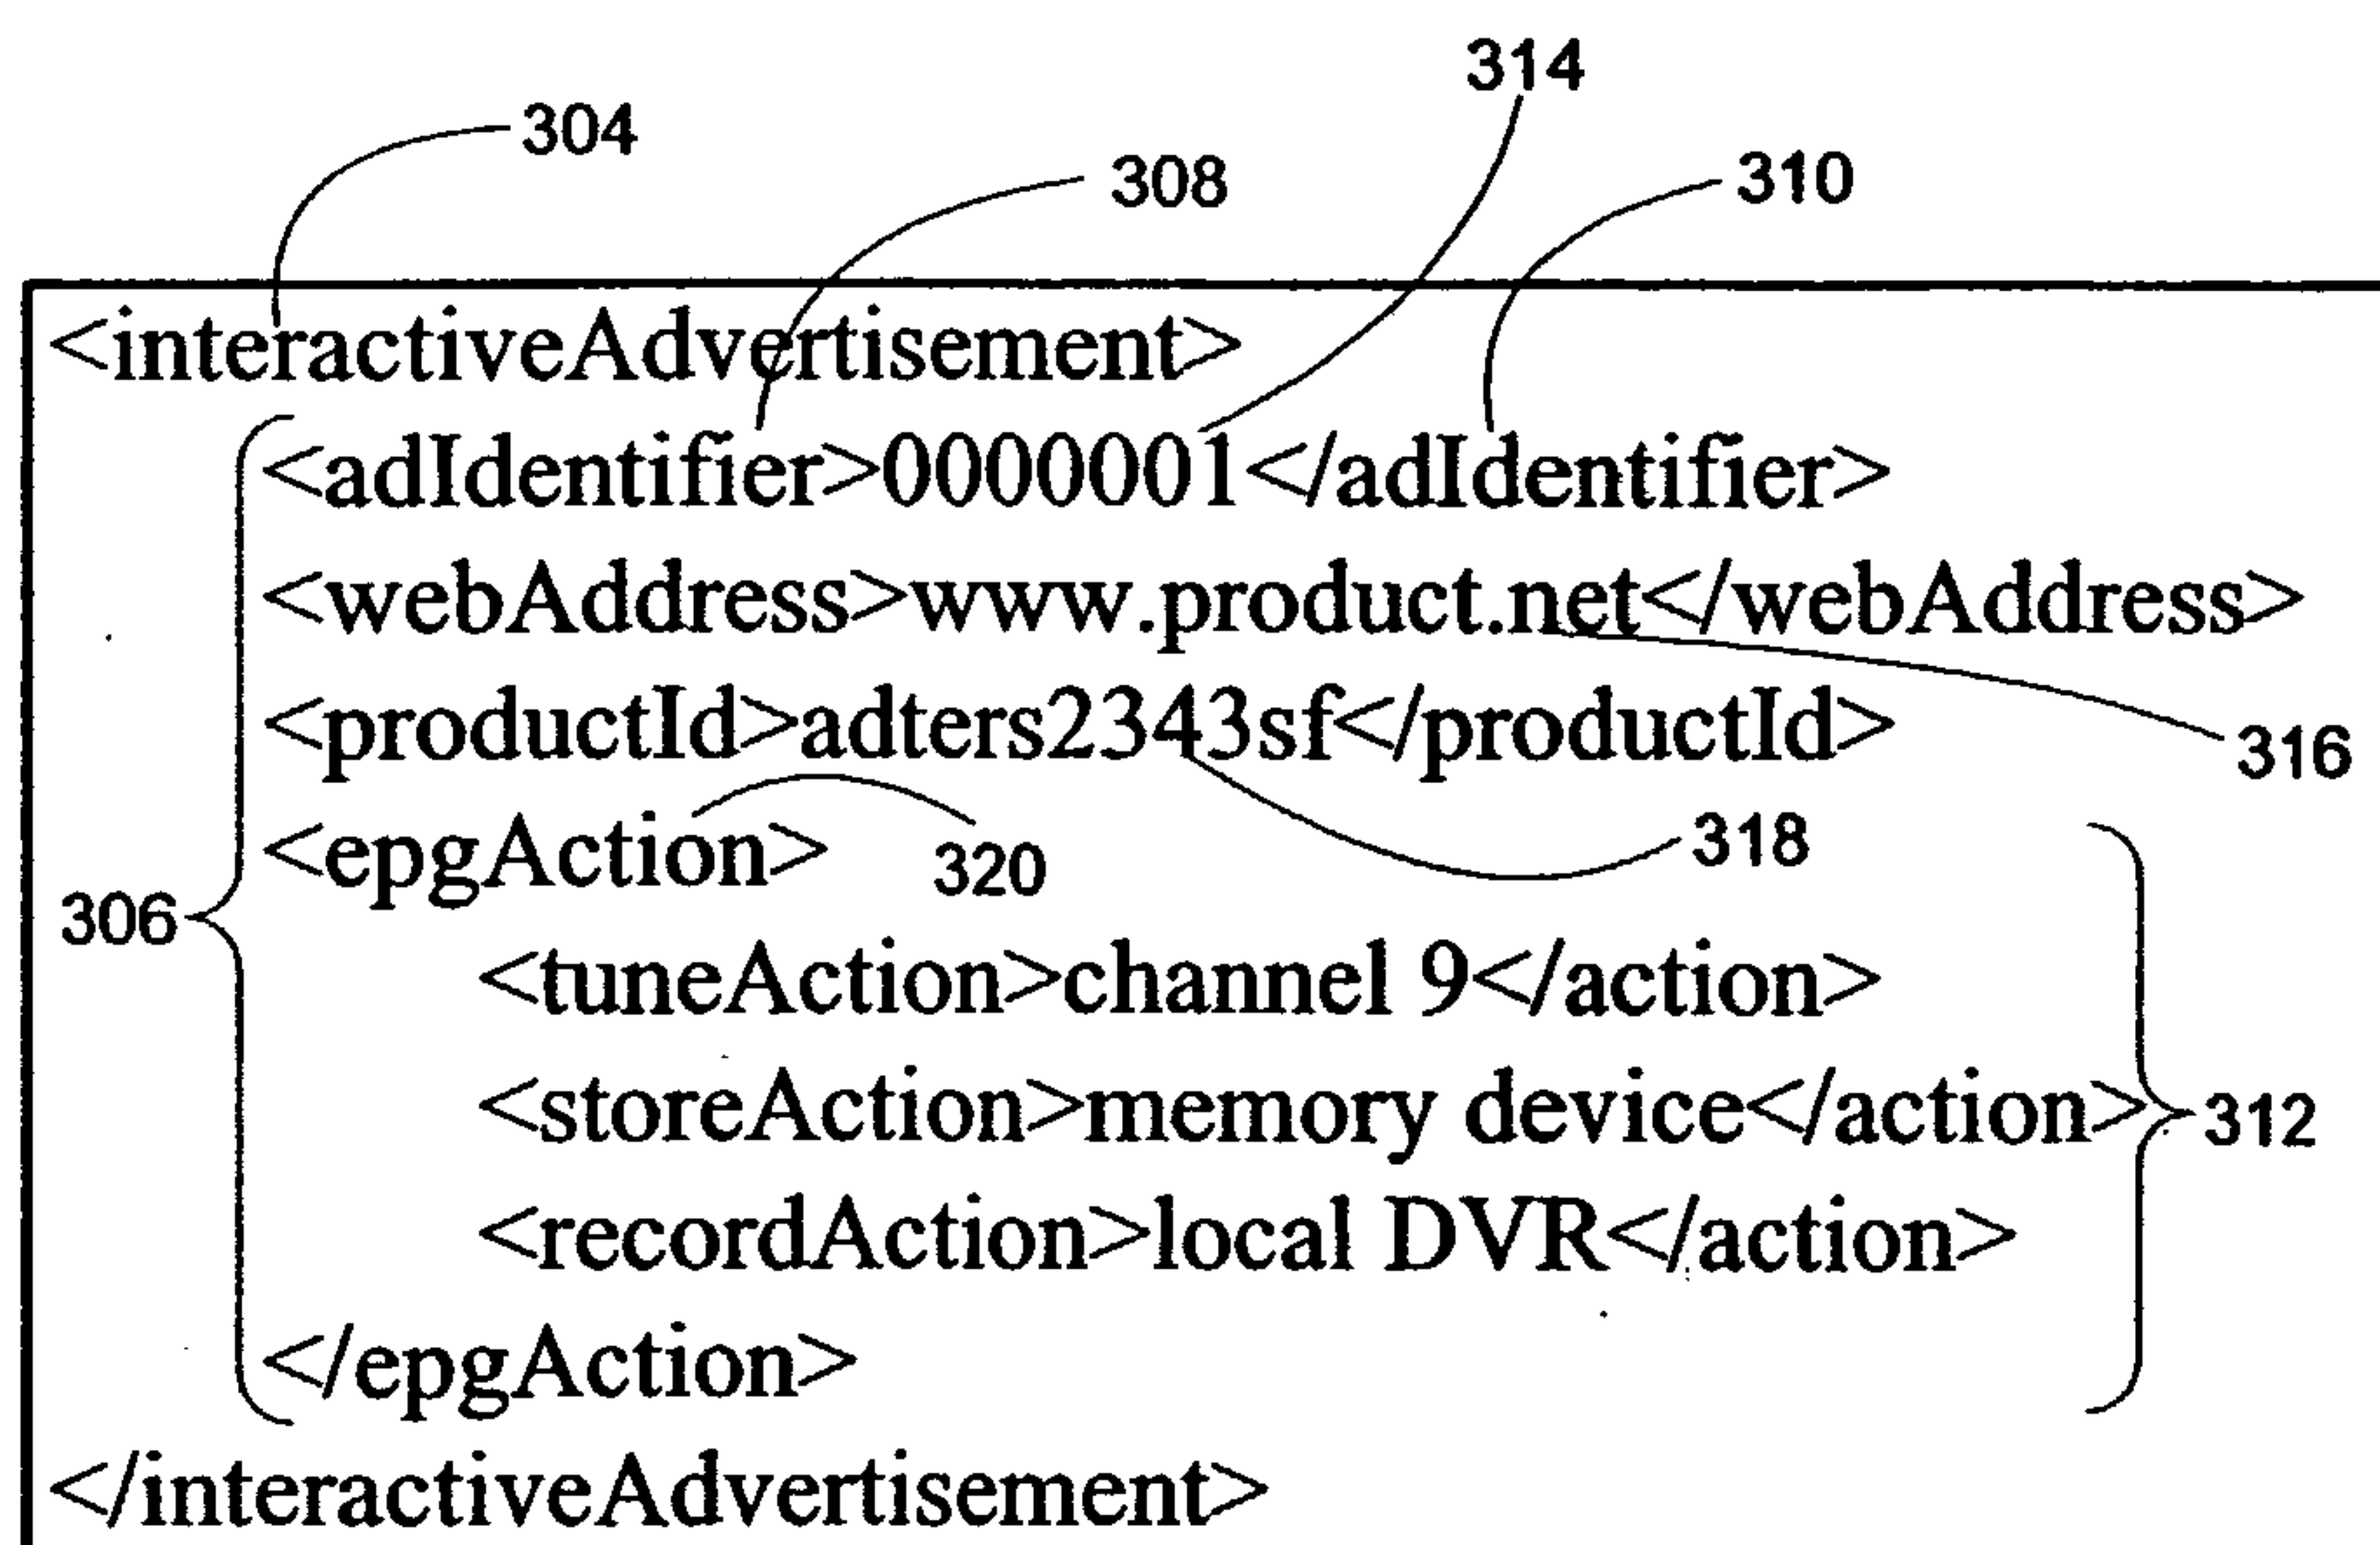 314
304
308
310
<interactiveAdvertisement>
<adIdentifier>0000001</adIdentifier>
<webAddress>www.product.net</webAddress>
<productId>adters2343sf</productId>
316
<epgAction>
320
318
306
<tuneAction>channel 9</action>
<storeAction>memory device</action>
312
<recordAction>local DVR</action>
</epgAction>
</interactiveAdvertisement>